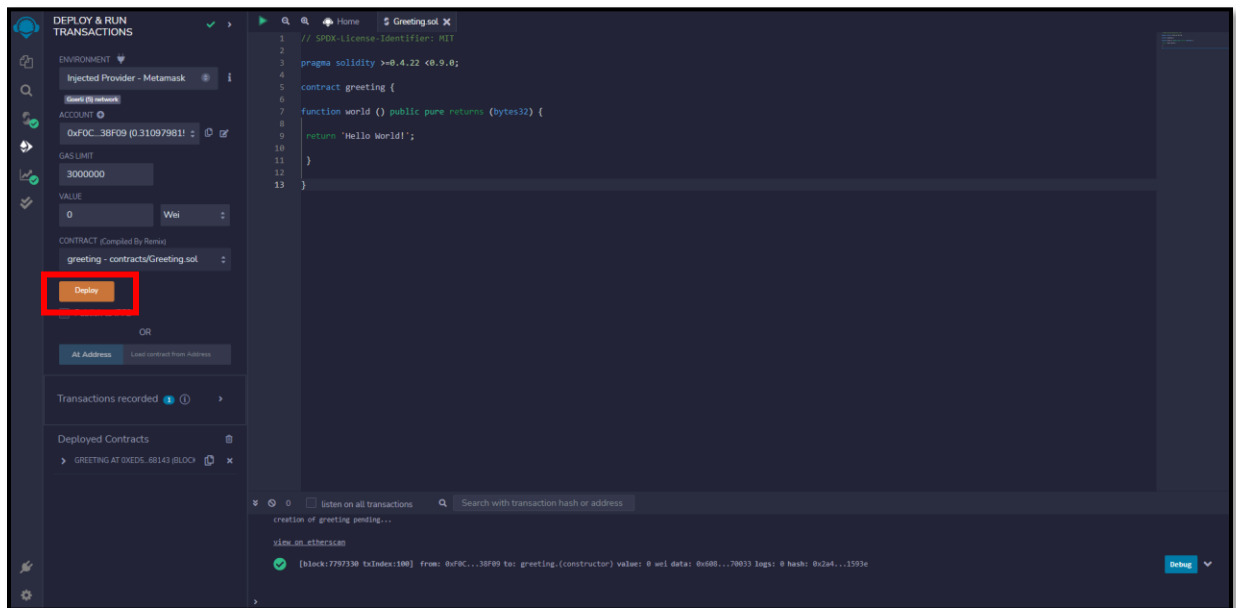 DEPLOY & RUN
TRANSACTIONS
ENVIRONMENT
Injected Provider - Metamask
Goerli (5) network
ACCOUNT
0xF0C...38F09 (0.31097981!
GAS LIMIT
3000000
VALUE
0 Wei
CONTRACT (Compiled By Remix)
greeting - contracts/Greeting.sol
Deploy
OR
At Address Load contract from Address
Transactions recorded 1
Deployed Contracts
GREETING AT 0XED5...68143 (BLOCK
Home Greeting.sol
1 // SPDX-License-Identifier: MIT
2
3 pragma solidity >=0.4.22 <0.9.0;
4
5 contract greeting {
6
7 function world () public pure returns (bytes32) {
8
9 return 'Hello World!';
10
11 }
12
13 }
0 listen on all transactions Search with transaction hash or address
creation of greeting pending...
view on etherscan
[block:7797330 txIndex:100] from: 0xF0C...38F09 to: greeting.(constructor) value: 0 wei data: 0x608...70033 logs: 0 hash: 0x2a4...1593e Debug
>